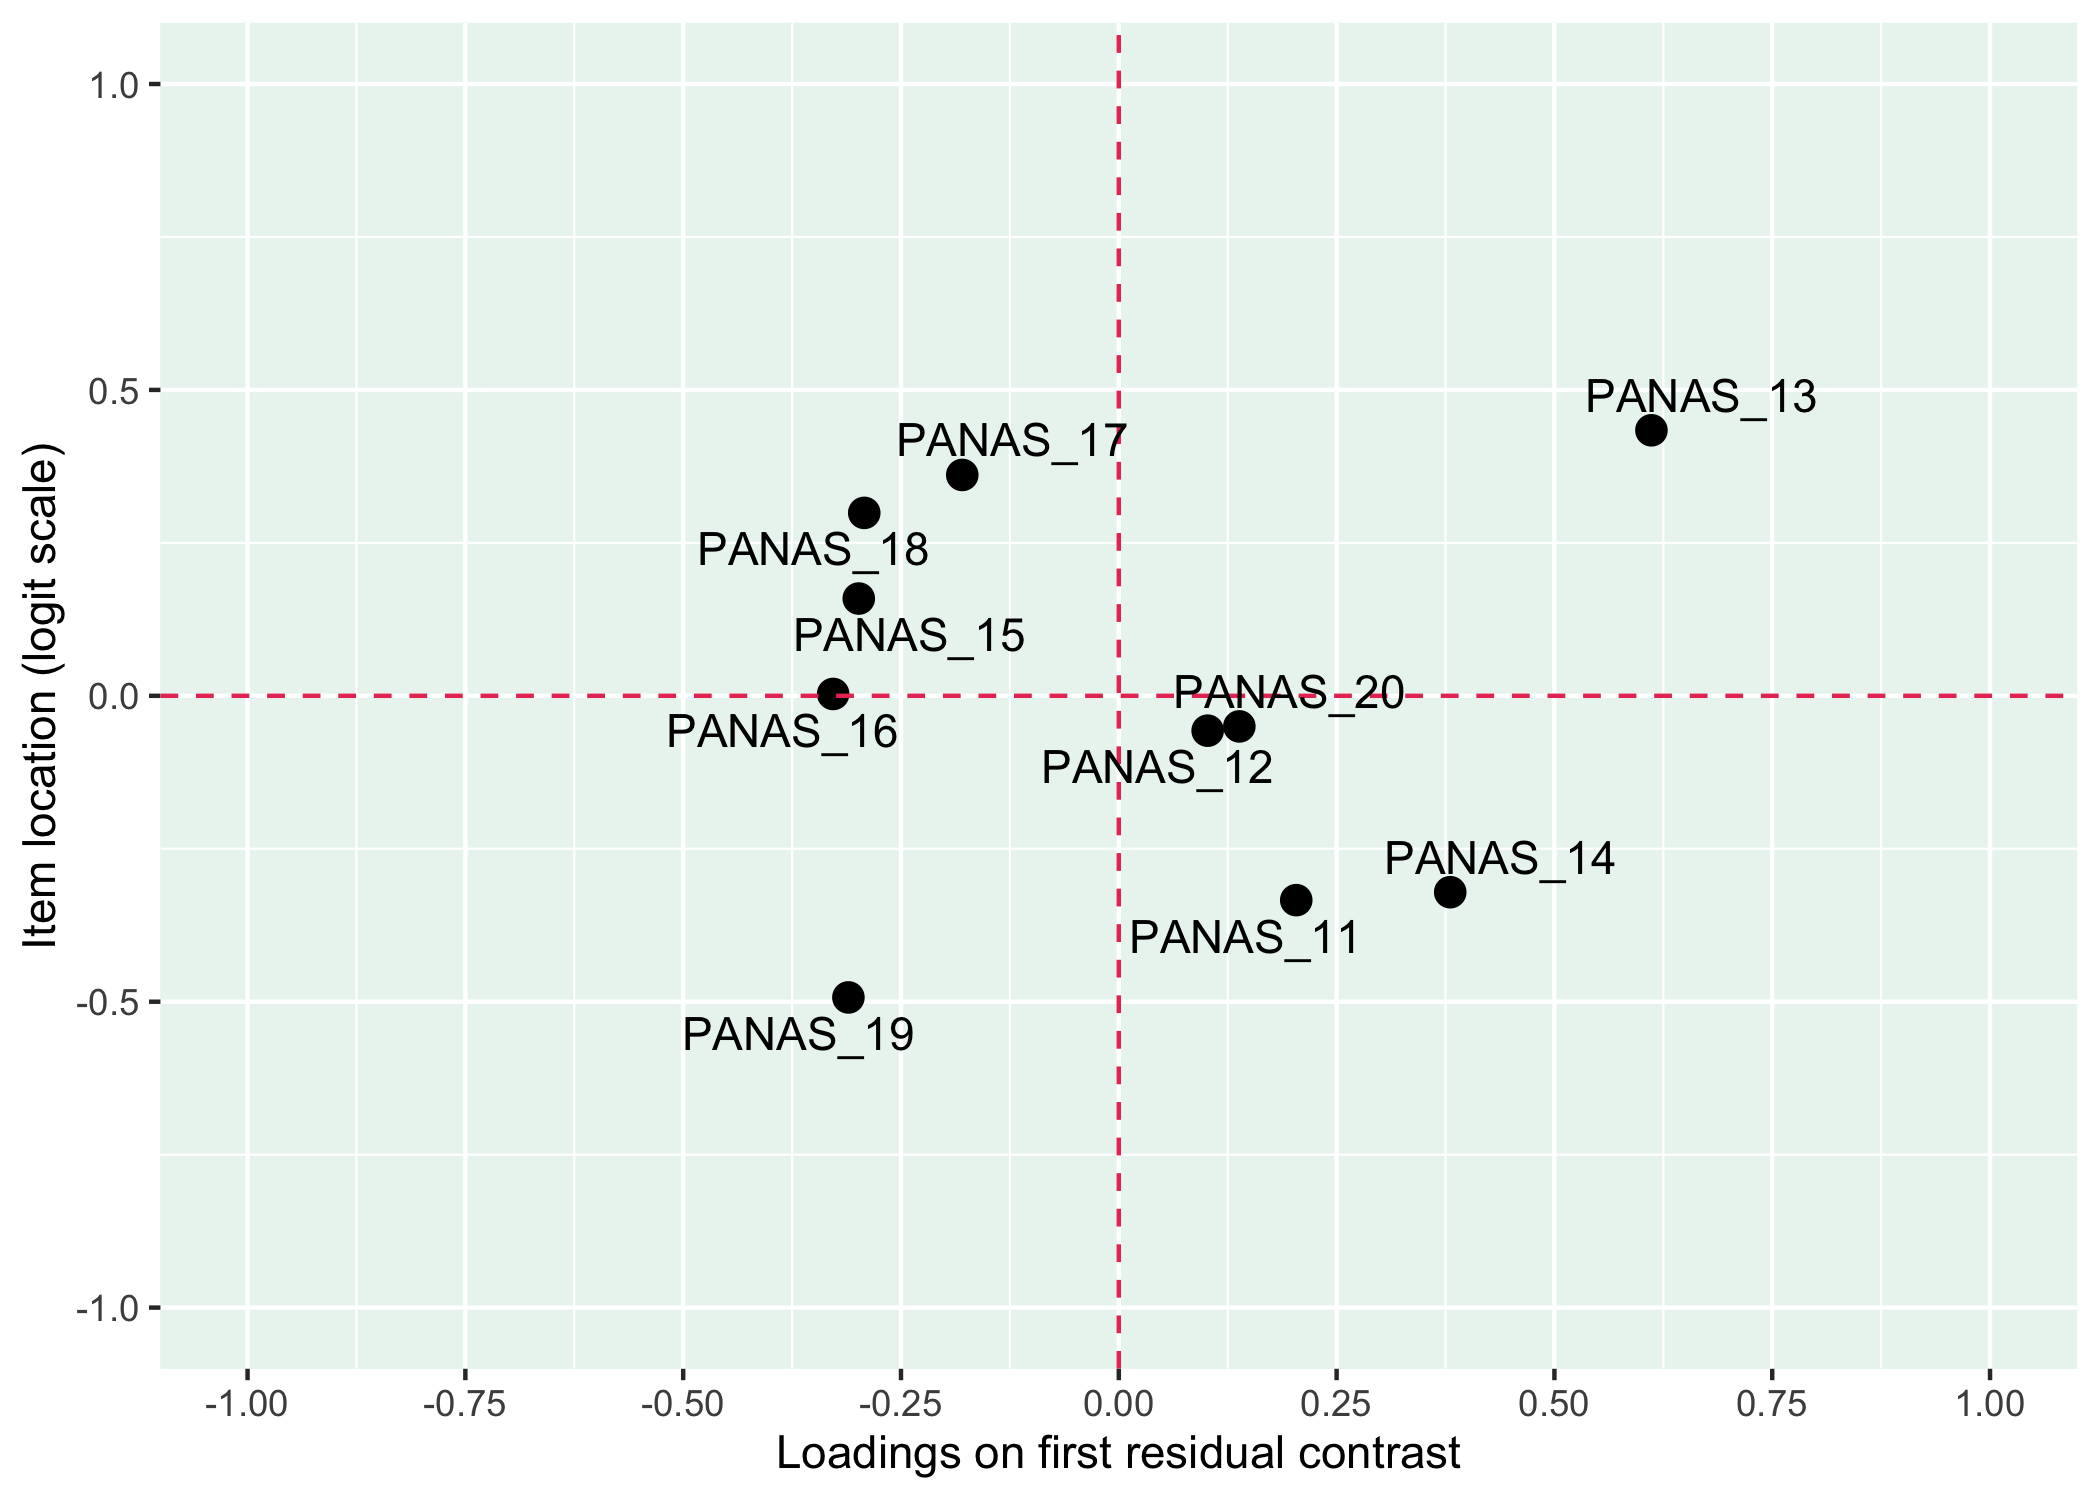 1.0
0.5
0.0
-0.5
-1.0
Item location (logit scale)
PANAS_13
PANAS_17
PANAS_18
PANAS_15
PANAS_20
PANAS_16
PANAS_12
PANAS_14
PANAS_11
PANAS_19
-1.00 -0.75 -0.50 -0.25 0.00 0.25 0.50 0.75 1.00
Loadings on first residual contrast